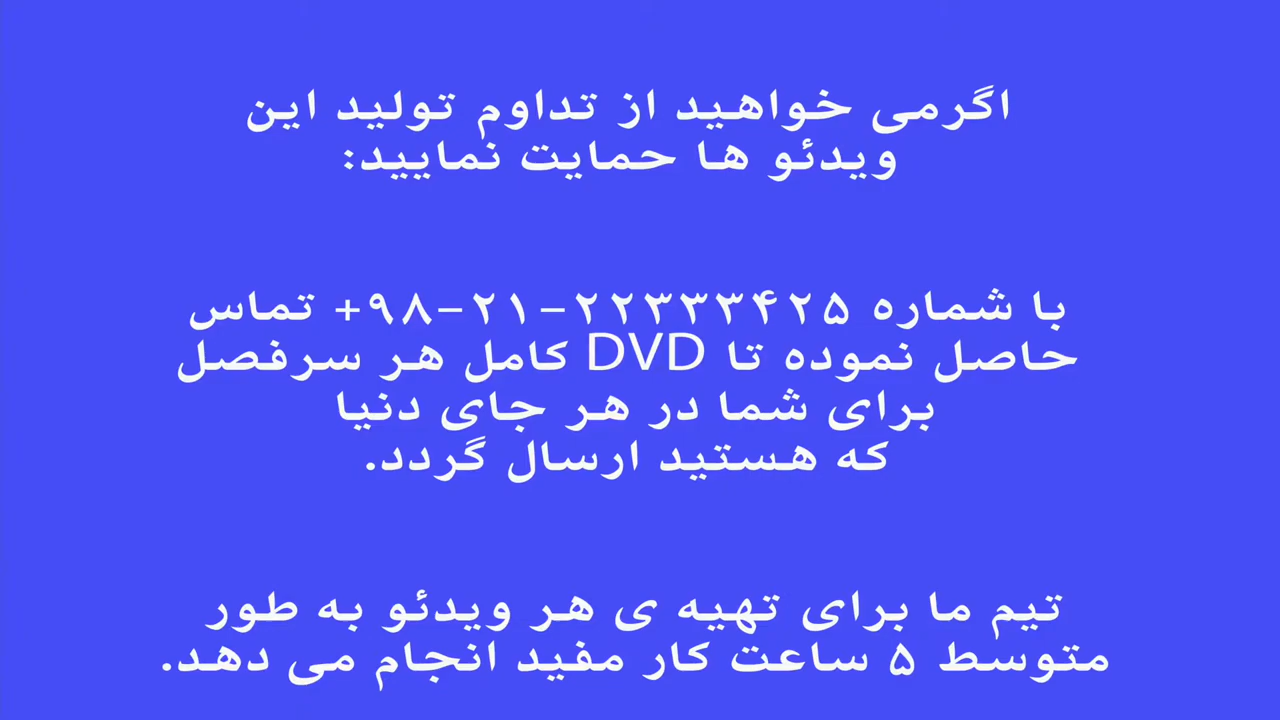 اگرمی خواهید از تداوم تولید این
ویدئو ها حمایت نمایید:
با شماره ۲۲۳۳۳۴۲۵-۲۱-۹۸+ تماس
حاصل نموده تا DVD کامل هر سرفصل
برای شما در هر جای دنیا
که هستید ارسال گردد.
تیم ما برای تهیه ی هر ویدئو به طور
متوسط ۵ ساعت کار مفید انجام می دهد.